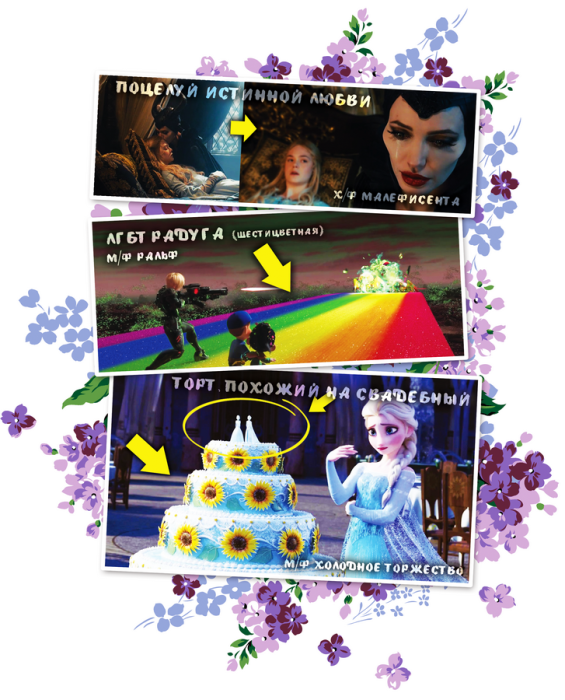 ПОЦЕЛУЙ ИСТИННОЙ ЛЮБВИ
Х/Ф МАЛЕФИСЕНТА
ЛГБТ РАДУГА (ШЕСТИЦВЕТНАЯ)
М/Ф РАЛЬФ
ТОРТ, ПОХОЖИЙ НА СВАДЕБНЫЙ
М/Ф ХОЛОДНОЕ ТОРЖЕСТВО